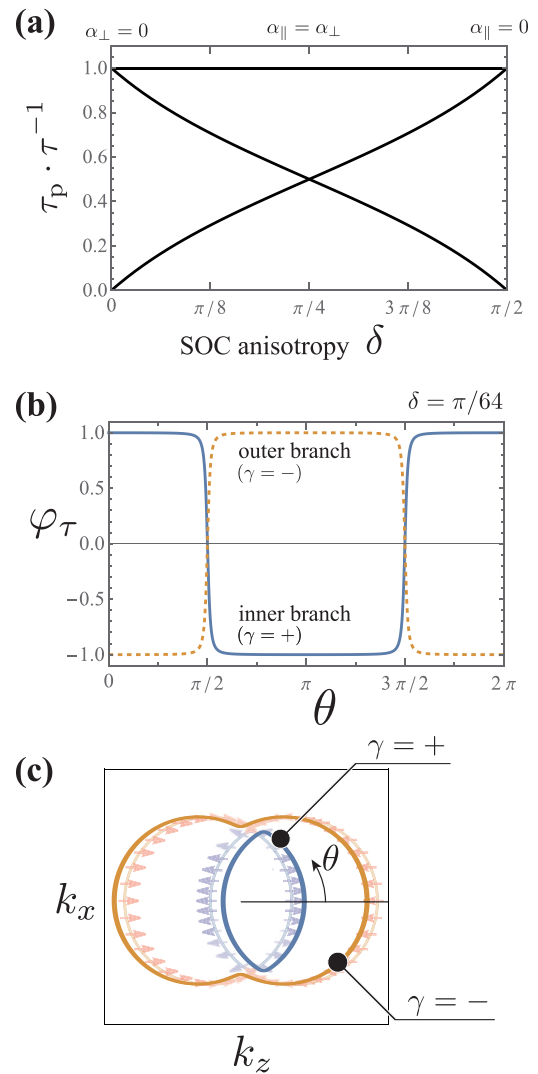 (a)
α⊥ = 0 α∥ = α⊥ α∥ = 0
1.0
0.8
0.6
0.4
0.2
0.0
τp · τ⁻¹
0 π/8 π/4 3π/8 π/2
SOC anisotropy δ
(b)
δ = π/64
1.0
0.5
0.0
−0.5
−1.0
φτ
outer branch
(γ = −)
inner branch
(γ = +)
0 π/2 π 3π/2 2π
θ
(c)
γ = +
θ
kx
γ = −
kz